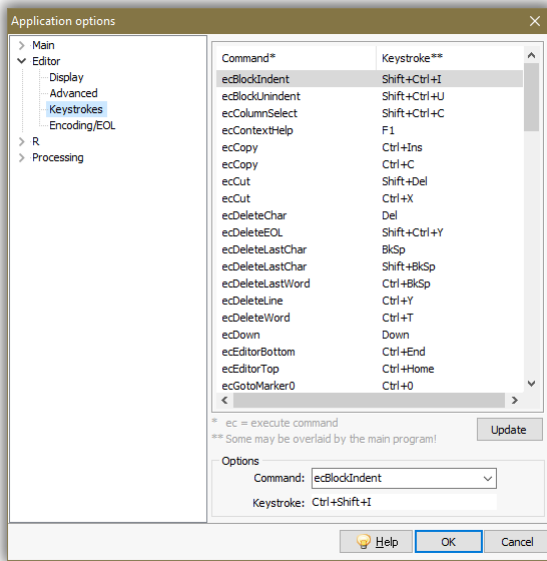 Application options
Main
Editor
Display
Advanced
Keystrokes
Encoding/EOL
R
Processing
Command* Keystroke**
ecBlockIndent Shift+Ctrl+I
ecBlockUnindent Shift+Ctrl+U
ecColumnSelect Shift+Ctrl+C
ecContextHelp F1
ecCopy Ctrl+Ins
ecCopy Ctrl+C
ecCut Shift+Del
ecCut Ctrl+X
ecDeleteChar Del
ecDeleteEOL Shift+Ctrl+Y
ecDeleteLastChar BkSp
ecDeleteLastChar Shift+BkSp
ecDeleteLastWord Ctrl+BkSp
ecDeleteLine Ctrl+Y
ecDeleteWord Ctrl+T
ecDown Down
ecEditorBottom Ctrl+End
ecEditorTop Ctrl+Home
ecGotoMarker0 Ctrl+0
* ec = execute command
** Some may be overlaid by the main program!
Update
Options
Command: ecBlockIndent
Keystroke: Ctrl+Shift+I
Help OK Cancel